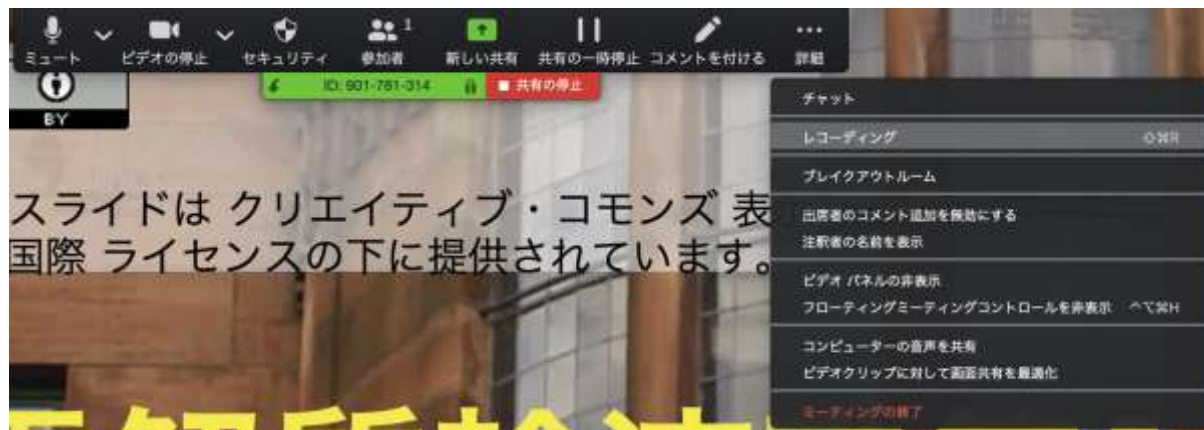 ミュート ビデオの停止 セキュリティ 参加者 1 新しい共有 共有の一時停止 コメントを付ける 詳細
ID: 901-781-314 共有の停止
BY
スライドは クリエイティブ・コモンズ 表
国際 ライセンスの下に提供されています。
チャット
レコーディング ⇧⌘R
ブレイクアウトルーム
出席者のコメント追加を無効にする
注釈者の名前を表示
ビデオ パネルの非表示
フローティングミーティングコントロールを非表示 ^⌥⌘H
コンピューターの音声を共有
ビデオクリップに対して画面共有を最適化
ミーティングの終了